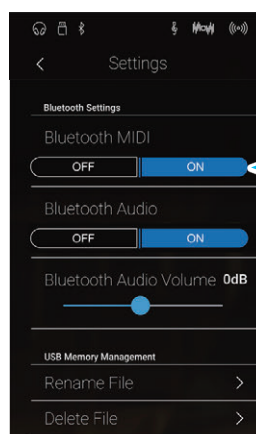 Settings
Bluetooth Settings
Bluetooth MIDI
OFF ON
Bluetooth Audio
OFF ON
Bluetooth Audio Volume 0dB
USB Memory Management
Rename File
Delete File